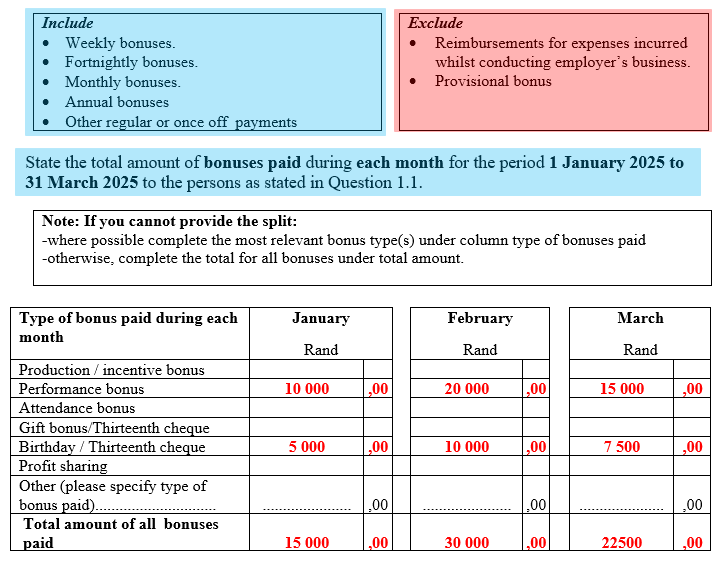 Include
• Weekly bonuses.
• Fortnightly bonuses.
• Monthly bonuses.
• Annual bonuses
• Other regular or once off payments
Exclude
• Reimbursements for expenses incurred
whilst conducting employer's business.
• Provisional bonus
State the total amount of bonuses paid during each month for the period 1 January 2025 to
31 March 2025 to the persons as stated in Question 1.1.
Note: If you cannot provide the split:
-where possible complete the most relevant bonus type(s) under column type of bonuses paid
-otherwise, complete the total for all bonuses under total amount.
Type of bonus paid during each January February March
month
Rand Rand Rand
Production / incentive bonus
Performance bonus 10 000 ,00 20 000 ,00 15 000 ,00
Attendance bonus
Gift bonus/Thirteenth cheque
Birthday / Thirteenth cheque 5 000 ,00 10 000 ,00 7 500 ,00
Profit sharing
Other (please specify type of
bonus paid).............................. ...................... ,00 ...................... ,00 ..................... ,00
Total amount of all bonuses
paid 15 000 ,00 30 000 ,00 22500 ,00